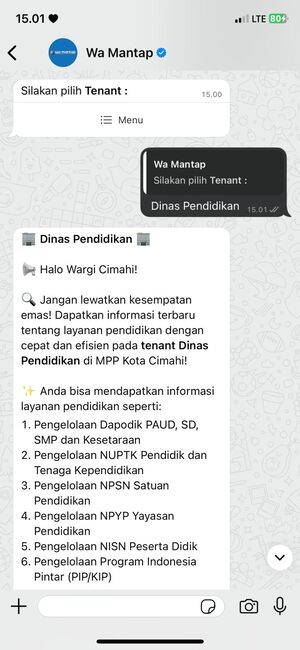 15.01
LTE 80
WA MANTAP
Wa Mantap
Silakan pilih Tenant :
15.00
Menu
Wa Mantap
Silakan pilih Tenant :
Dinas Pendidikan 15.01
🏢 Dinas Pendidikan 🏢
📢 Halo Wargi Cimahi!
🔍 Jangan lewatkan kesempatan
emas! Dapatkan informasi terbaru
tentang layanan pendidikan dengan
cepat dan efisien pada tenant Dinas
Pendidikan di MPP Kota Cimahi!
✨ Anda bisa mendapatkan informasi
layanan pendidikan seperti:
1. Pengelolaan Dapodik PAUD, SD,
SMP dan Kesetaraan
2. Pengelolaan NUPTK Pendidik dan
Tenaga Kependidikan
3. Pengelolaan NPSN Satuan
Pendidikan
4. Pengelolaan NPYP Yayasan
Pendidikan
5. Pengelolaan NISN Peserta Didik
6. Pengelolaan Program Indonesia
Pintar (PIP/KIP)